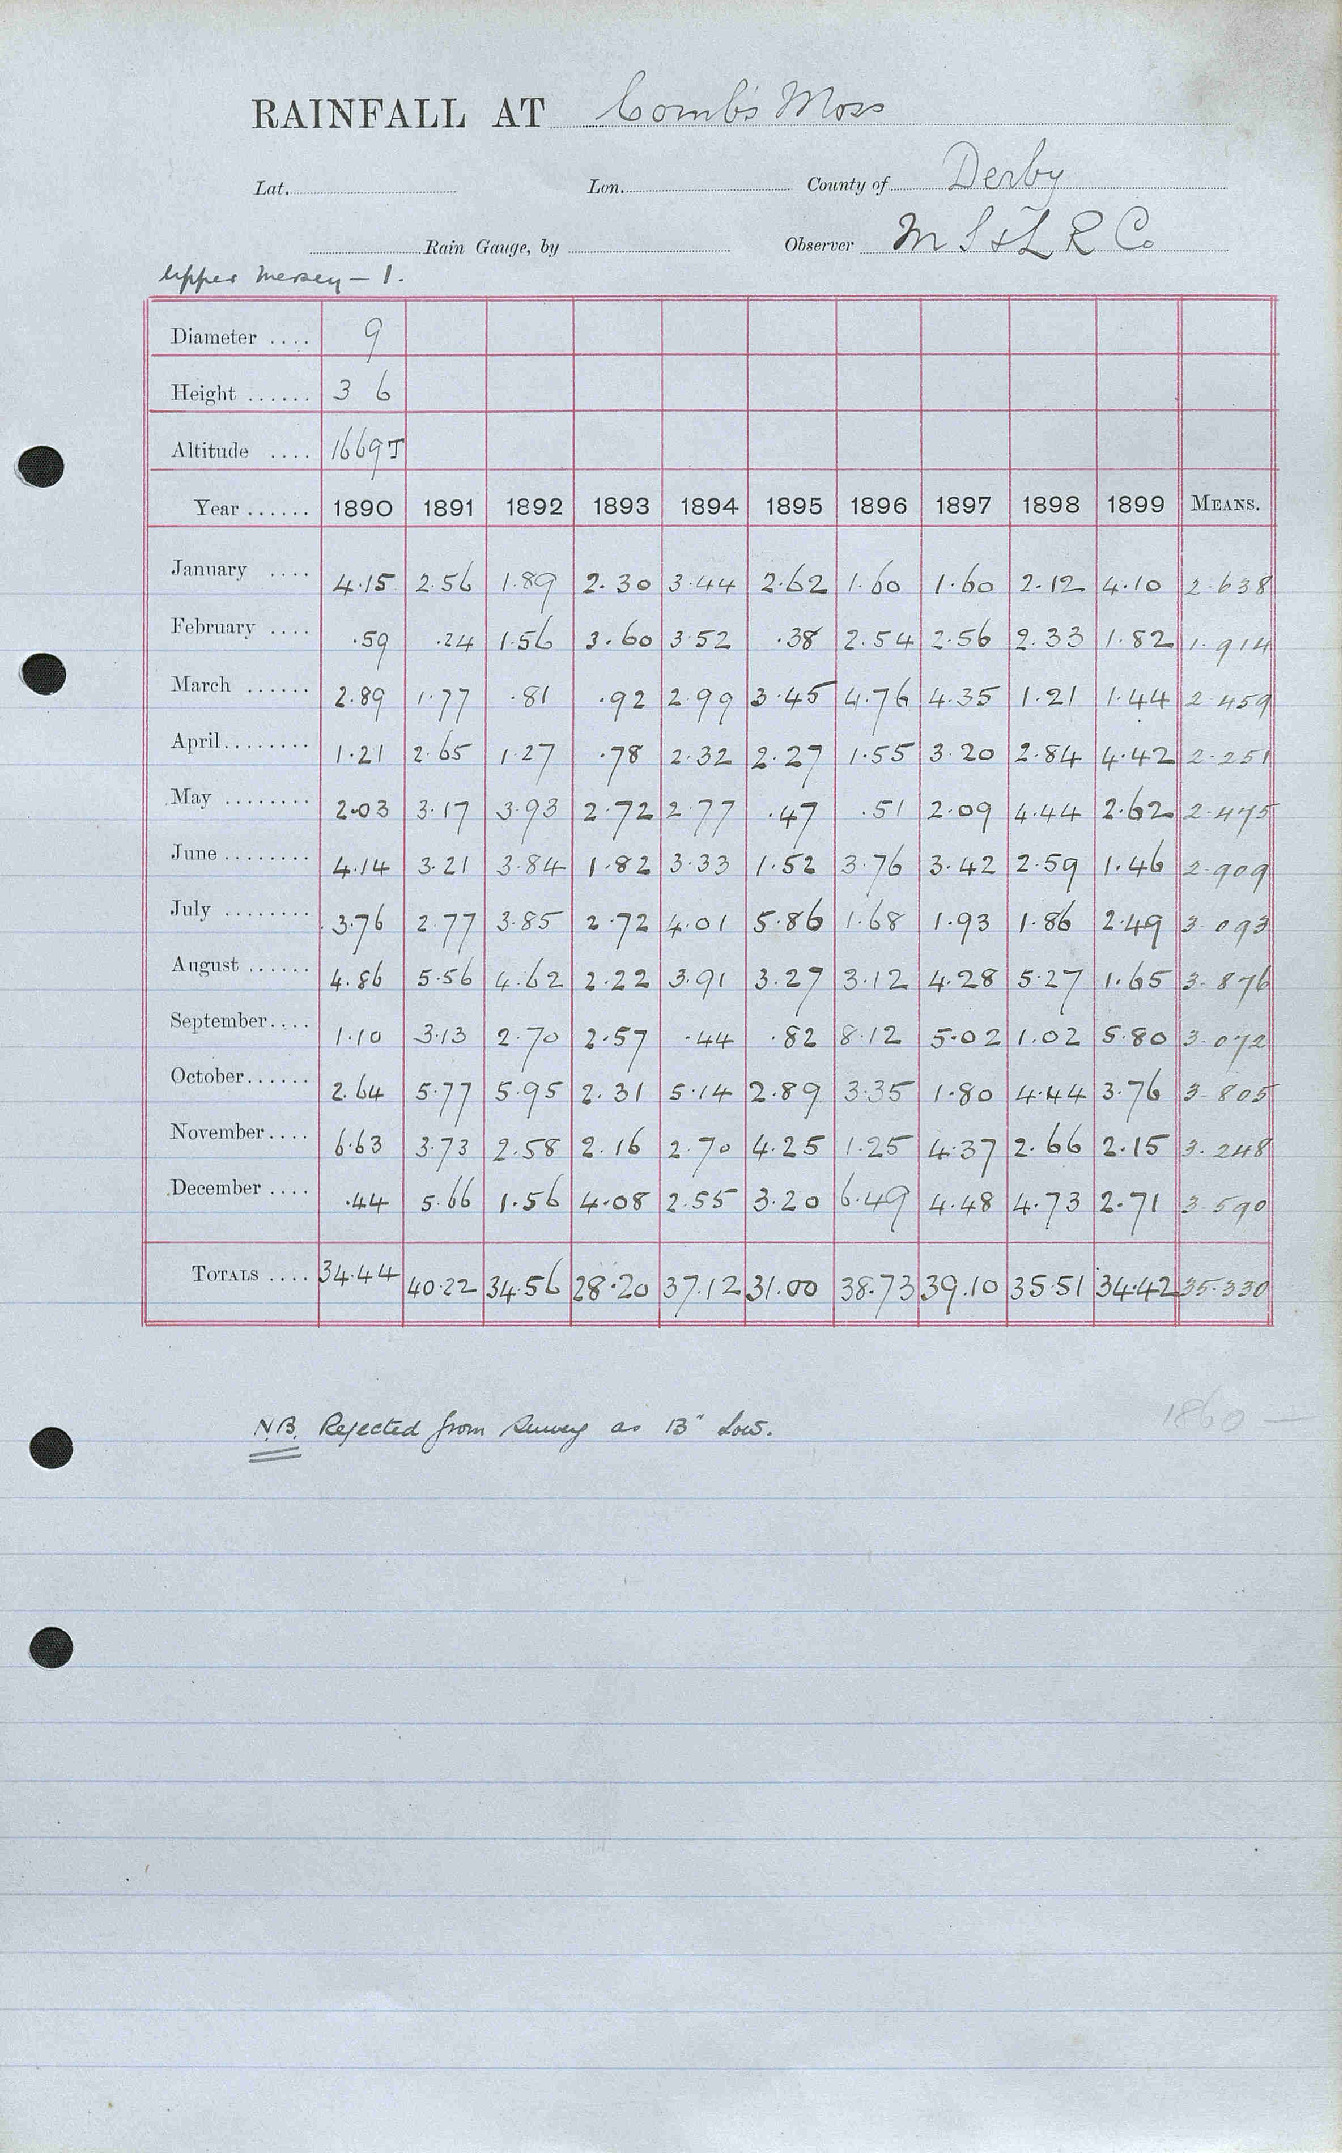 RAINFALL AT Combs Moss
Lat. Lon. County of Derby
Rain Gauge, by Observer M S & L R Co
Upper Mersey – 1.
Diameter .... 9
Height ...... 3 6
Altitude .... 1669 T
Year ...... 1890 1891 1892 1893 1894 1895 1896 1897 1898 1899 MEANS.
January .... 4.15 2.56 1.89 2.30 3.44 2.62 1.60 1.60 2.12 4.10 2.638
February .... .59 .24 1.56 3.60 3.52 .38 2.54 2.56 2.33 1.82 1.914
March ...... 2.89 1.77 .81 .92 2.99 3.45 4.76 4.35 1.21 1.44 2.459
April........ 1.21 2.65 1.27 .78 2.32 2.27 1.55 3.20 2.84 4.42 2.251
May ........ 2.03 3.17 3.93 2.72 2.77 .47 .51 2.09 4.44 2.62 2.475
June ........ 4.14 3.21 3.84 1.82 3.33 1.52 3.76 3.42 2.59 1.46 2.909
July ........ 3.76 2.77 3.85 2.72 4.01 5.86 1.68 1.93 1.86 2.49 3.093
August ...... 4.86 5.56 4.62 2.22 3.91 3.27 3.12 4.28 5.27 1.65 3.876
September.... 1.10 3.13 2.70 2.57 .44 .82 8.12 5.02 1.02 5.80 3.072
October...... 2.64 5.77 5.95 2.31 5.14 2.89 3.35 1.80 4.44 3.76 3.805
November.... 6.63 3.73 2.58 2.16 2.70 4.25 1.25 4.37 2.66 2.15 3.248
December .... .44 5.66 1.56 4.08 2.55 3.20 6.49 4.48 4.73 2.71 3.590
TOTALS .... 34.44 40.22 34.56 28.20 37.12 31.00 38.73 39.10 35.51 34.42 35.330
N.B. Rejected from Survey as 13" low.
1860 —